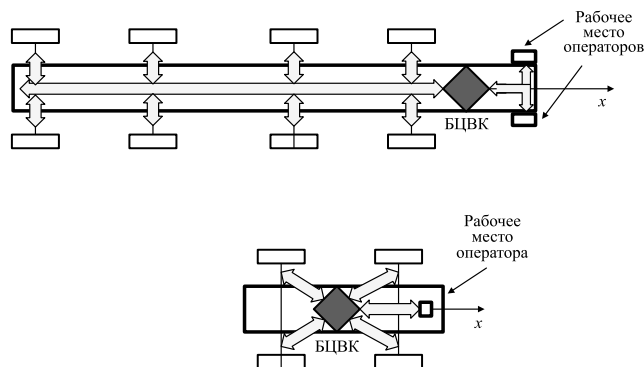 Рабочее
место
операторов
x
БЦВК
Рабочее
место
оператора
x
БЦВК